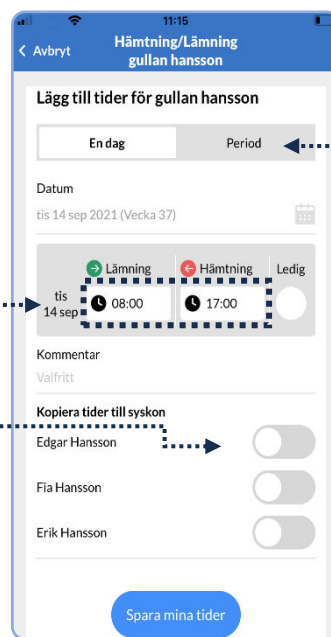 11:15
Avbryt
Hämtning/Lämning
gullan hansson
Lägg till tider för gullan hansson
En dag Period
Datum
tis 14 sep 2021 (Vecka 37)
Lämning Hämtning Ledig
tis
14 sep 08:00 17:00
Kommentar
Valfritt
Kopiera tider till syskon
Edgar Hansson
Fia Hansson
Erik Hansson
Spara mina tider